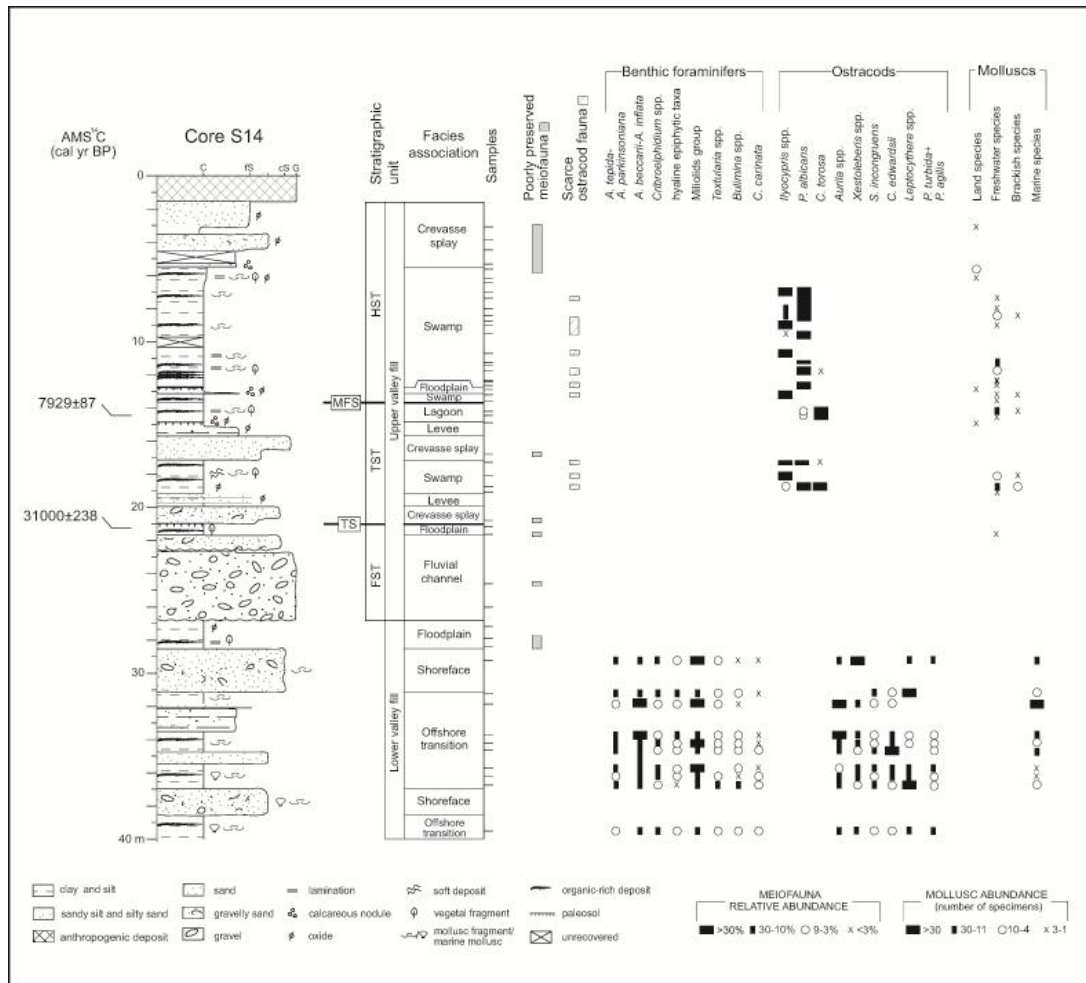 Benthic foraminifers
Ostracods
Molluscs
AMS¹⁴C
(cal yr BP)
Core S14
C
fS
cS G
Stratigraphic
unit
Facies
association
Samples
Poorly preserved
meiofauna
Scarce
ostracod fauna
A. tepida-
A. parkinsoniana
A. beccarii-A. inflata
Cribroelphidium spp.
hyaline epiphytic taxa
Miliolids group
Textularia spp.
Bulimina spp.
C. carinata
Ilyocypris spp.
P. albicans
C. torosa
Aurila spp.
Xestoleberis spp.
S. incongruens
C. edwardsii
Leptocythere spp.
P. turbida+
P. agilis
Land species
Freshwater species
Brackish species
Marine species
0
10
20
30
40 m
7929±87
31000±238
HST
TST
FST
MFS
TS
Upper valley fill
Lower valley fill
Crevasse
splay
Swamp
Floodplain
Swamp
Lagoon
Levee
Crevasse splay
Swamp
Levee
Crevasse splay
Floodplain
Fluvial
channel
Floodplain
Shoreface
Offshore
transition
Shoreface
Offshore
transition
clay and silt
sand
lamination
soft deposit
organic-rich deposit
sandy silt and silty sand
gravelly sand
calcareous nodule
vegetal fragment
paleosol
anthropogenic deposit
gravel
oxide
mollusc fragment/
marine mollusc
unrecovered
MEIOFAUNA
RELATIVE ABUNDANCE
>30% 30-10% 9-3% x <3%
MOLLUSC ABUNDANCE
(number of specimens)
>30 30-11 10-4 x 3-1